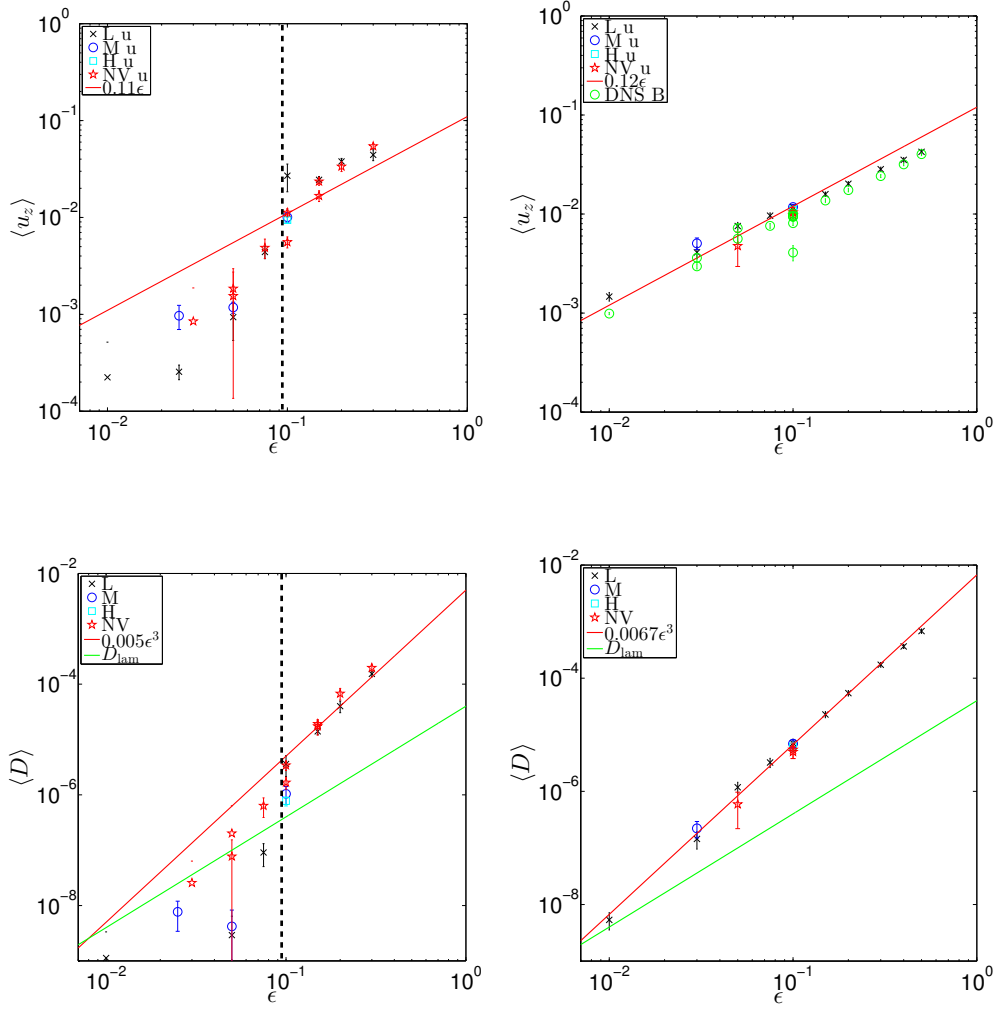 10^0
L u
M u
H u
NV u
0.11ϵ
10^-1
⟨u_z⟩
10^-2
10^-3
10^-4
10^-2
10^-1
10^0
ϵ
10^0
L u
M u
H u
NV u
0.12ϵ
DNS B
10^-1
⟨u_z⟩
10^-2
10^-3
10^-4
10^-2
10^-1
10^0
ϵ
10^-2
L
M
H
NV
0.005ϵ^3
D_lam
10^-4
⟨D⟩
10^-6
10^-8
10^-2
10^-1
10^0
ϵ
10^-2
L
M
H
NV
0.0067ϵ^3
D_lam
10^-4
⟨D⟩
10^-6
10^-8
10^-2
10^-1
10^0
ϵ